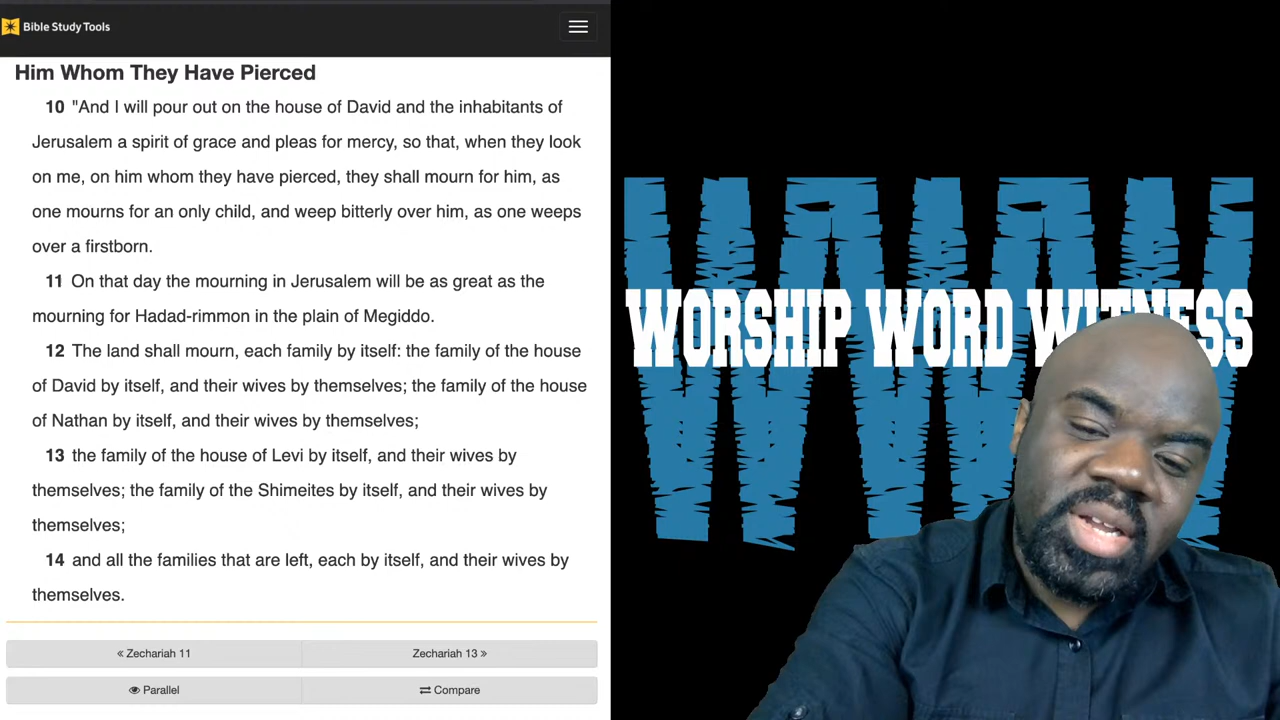 Bible Study Tools
Him Whom They Have Pierced
10 "And I will pour out on the house of David and the inhabitants of
Jerusalem a spirit of grace and pleas for mercy, so that, when they look
on me, on him whom they have pierced, they shall mourn for him, as
one mourns for an only child, and weep bitterly over him, as one weeps
over a firstborn.
11 On that day the mourning in Jerusalem will be as great as the
mourning for Hadad-rimmon in the plain of Megiddo.
12 The land shall mourn, each family by itself: the family of the house
of David by itself, and their wives by themselves; the family of the house
of Nathan by itself, and their wives by themselves;
13 the family of the house of Levi by itself, and their wives by
themselves; the family of the Shimeites by itself, and their wives by
themselves;
14 and all the families that are left, each by itself, and their wives by
themselves.
« Zechariah 11
Zechariah 13 »
Parallel
Compare
WWW
WORSHIP WORD WITNESS